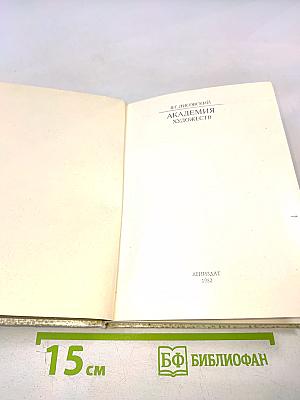 В.Г. ЛИСОВСКИЙ
АКАДЕМИЯ
ХУДОЖЕСТВ
ЛЕНИЗДАТ
1982
15 см
БФ БИБЛИОФАН